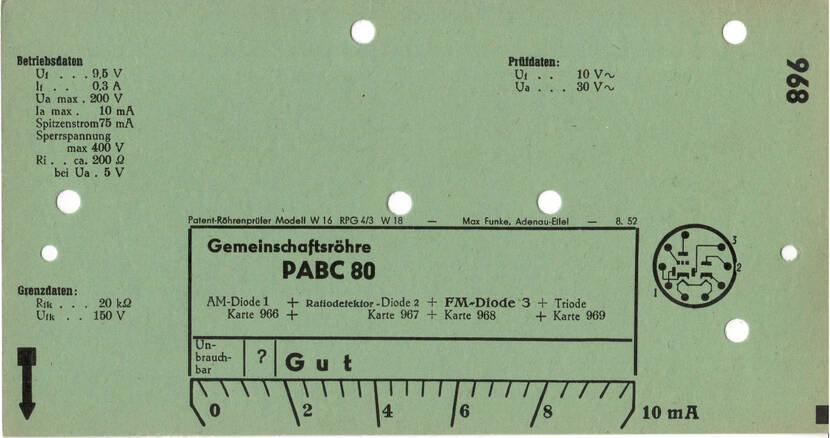 Betriebsdaten
Uf . . . 9,5 V
If . . . 0,3 A
Ua max . 200 V
Ia max . 10 mA
Spitzenstrom 75 mA
Sperrspannung
max 400 V
Ri . . ca. 200 Ω
bei Ua . 5 V
Prüfdaten:
Uf . . 10 V~
Ua . . . 30 V~
968
Patent-Röhrenprüfer Modell W 16 RPG 4/3 W 18 — Max Funke, Adenau-Eifel — 8. 52
Gemeinschaftsröhre
PABC 80
AM-Diode 1 + Ratiodetektor-Diode 2 + FM-Diode 3 + Triode
Karte 966 + Karte 967 + Karte 968 + Karte 969
3
2
1
Grenzdaten:
Rfk . . . 20 kΩ
Ufk . . 150 V
Un-
brauch-
bar
? Gut
0 2 4 6 8 10 mA